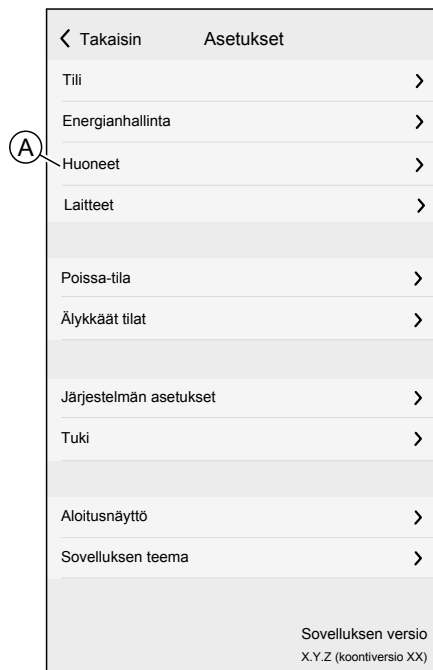 Takaisin Asetukset
Tili
Energianhallinta
A
Huoneet
Laitteet
Poissa-tila
Älykkäät tilat
Järjestelmän asetukset
Tuki
Aloitusnäyttö
Sovelluksen teema
Sovelluksen versio
X.Y.Z (koontiversio XX)